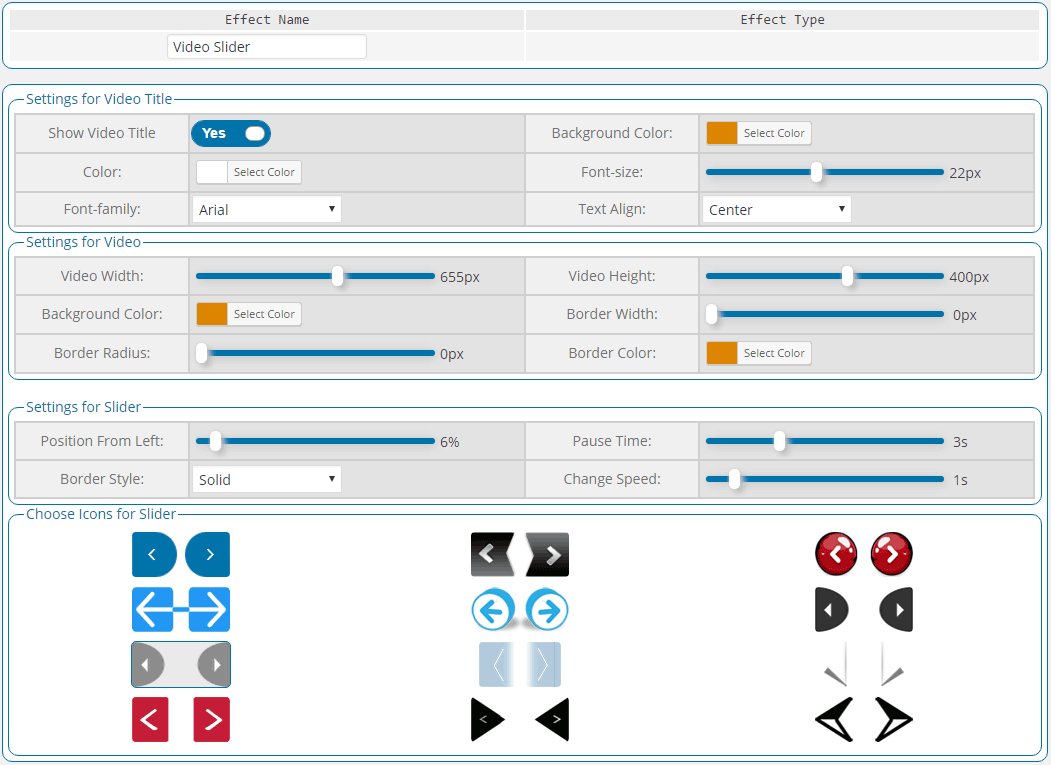 Effect Name Effect Type
Video Slider
Settings for Video Title
Show Video Title Yes Background Color: Select Color
Color: Select Color Font-size: 22px
Font-family: Arial Text Align: Center
Settings for Video
Video Width: 655px Video Height: 400px
Background Color: Select Color Border Width: 0px
Border Radius: 0px Border Color: Select Color
Settings for Slider
Position From Left: 6% Pause Time: 3s
Border Style: Solid Change Speed: 1s
Choose Icons for Slider